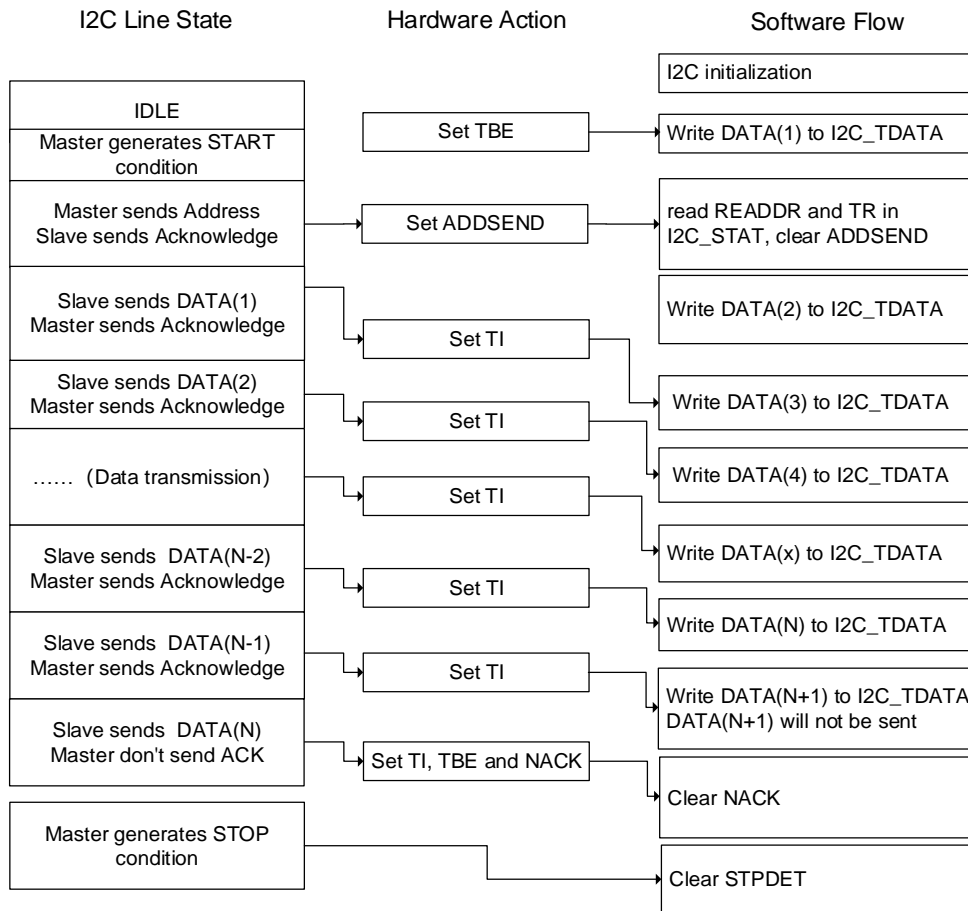 I2C Line State
Hardware Action
Software Flow
I2C initialization
IDLE
Set TBE
Write DATA(1) to I2C_TDATA
Master generates START
condition
Master sends Address
Slave sends Acknowledge
Set ADDSEND
read READDR and TR in
I2C_STAT, clear ADDSEND
Slave sends DATA(1)
Master sends Acknowledge
Set TI
Write DATA(2) to I2C_TDATA
Slave sends DATA(2)
Master sends Acknowledge
Set TI
Write DATA(3) to I2C_TDATA
…… (Data transmission)
Set TI
Write DATA(4) to I2C_TDATA
Write DATA(x) to I2C_TDATA
Slave sends DATA(N-2)
Master sends Acknowledge
Set TI
Write DATA(N) to I2C_TDATA
Slave sends DATA(N-1)
Master sends Acknowledge
Set TI
Write DATA(N+1) to I2C_TDATA
DATA(N+1) will not be sent
Slave sends DATA(N)
Master don't send ACK
Set TI, TBE and NACK
Clear NACK
Master generates STOP
condition
Clear STPDET